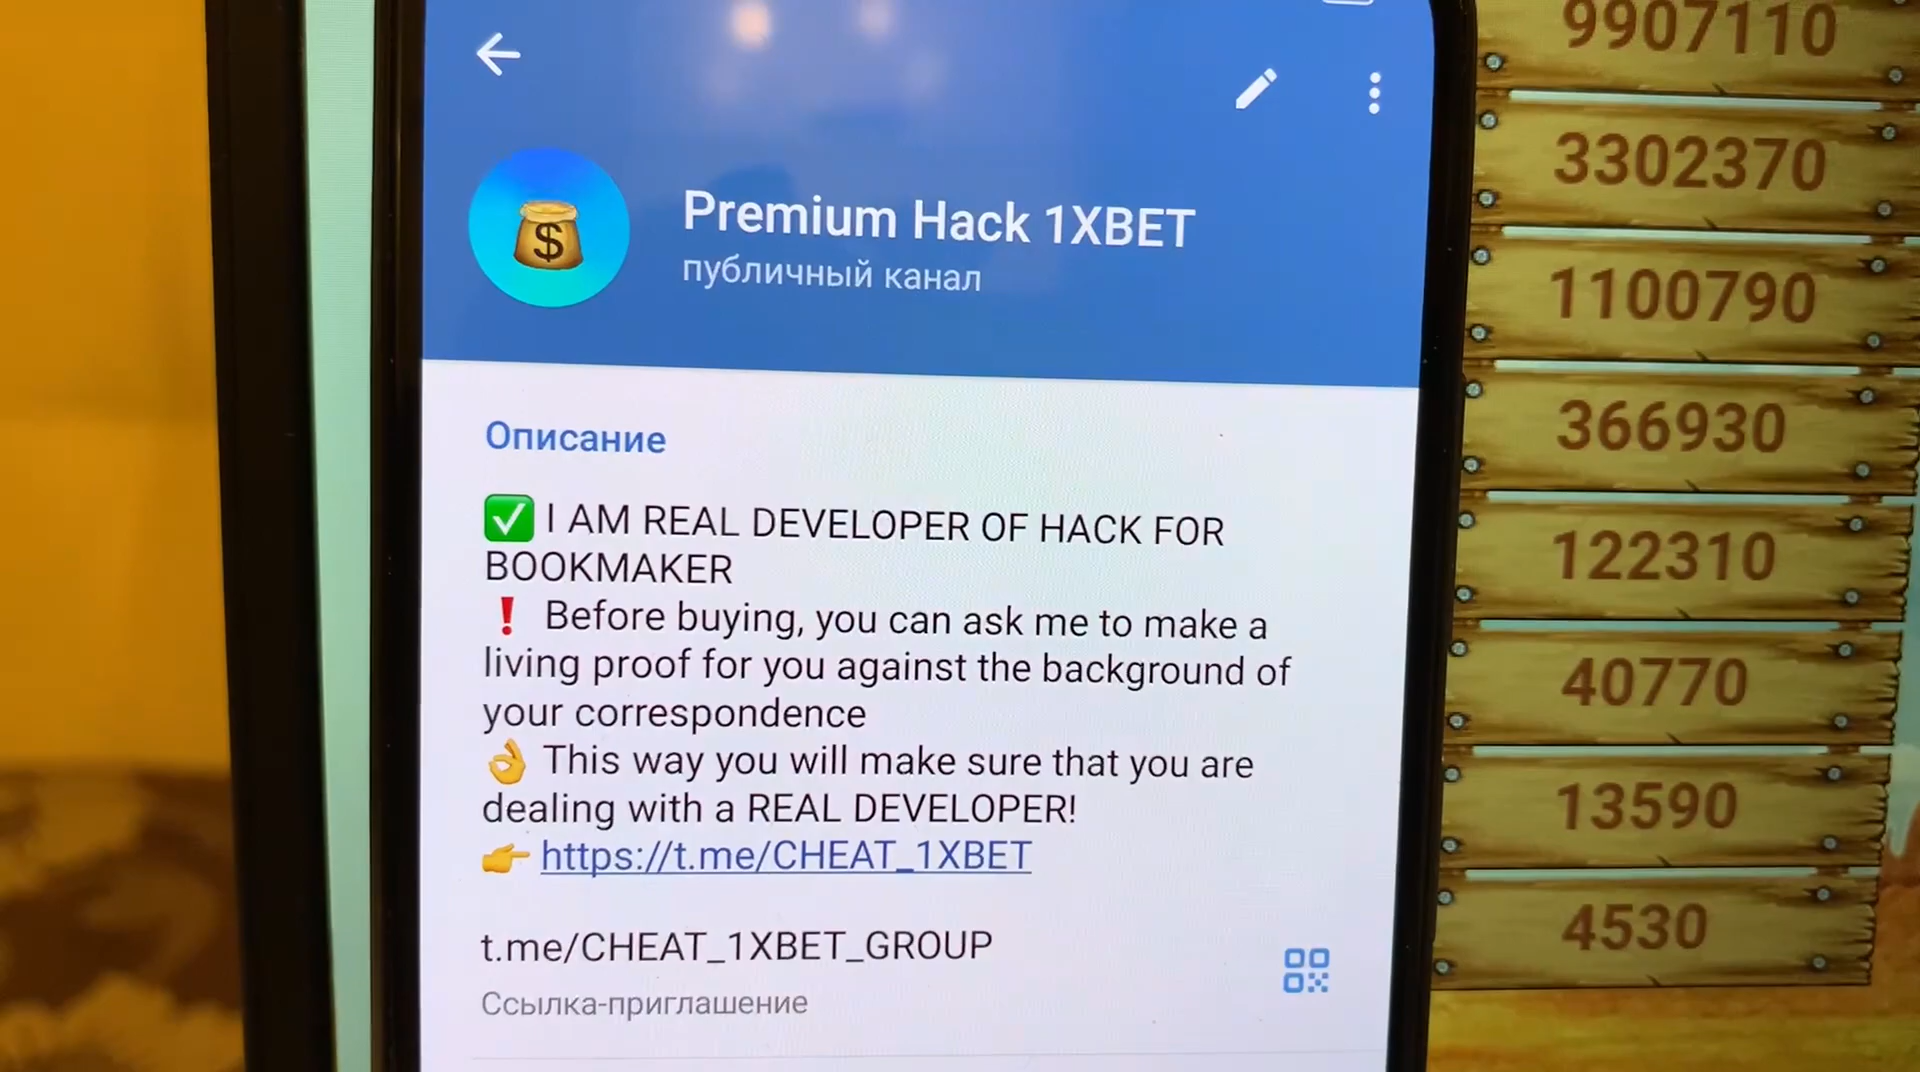 Premium Hack 1XBET
публичный канал
Описание
✅ I AM REAL DEVELOPER OF HACK FOR
BOOKMAKER
❗ Before buying, you can ask me to make a
living proof for you against the background of
your correspondence
👌 This way you will make sure that you are
dealing with a REAL DEVELOPER!
👉 https://t.me/CHEAT_1XBET
t.me/CHEAT_1XBET_GROUP
Ссылка-приглашение
9907110
3302370
1100790
366930
122310
40770
13590
4530